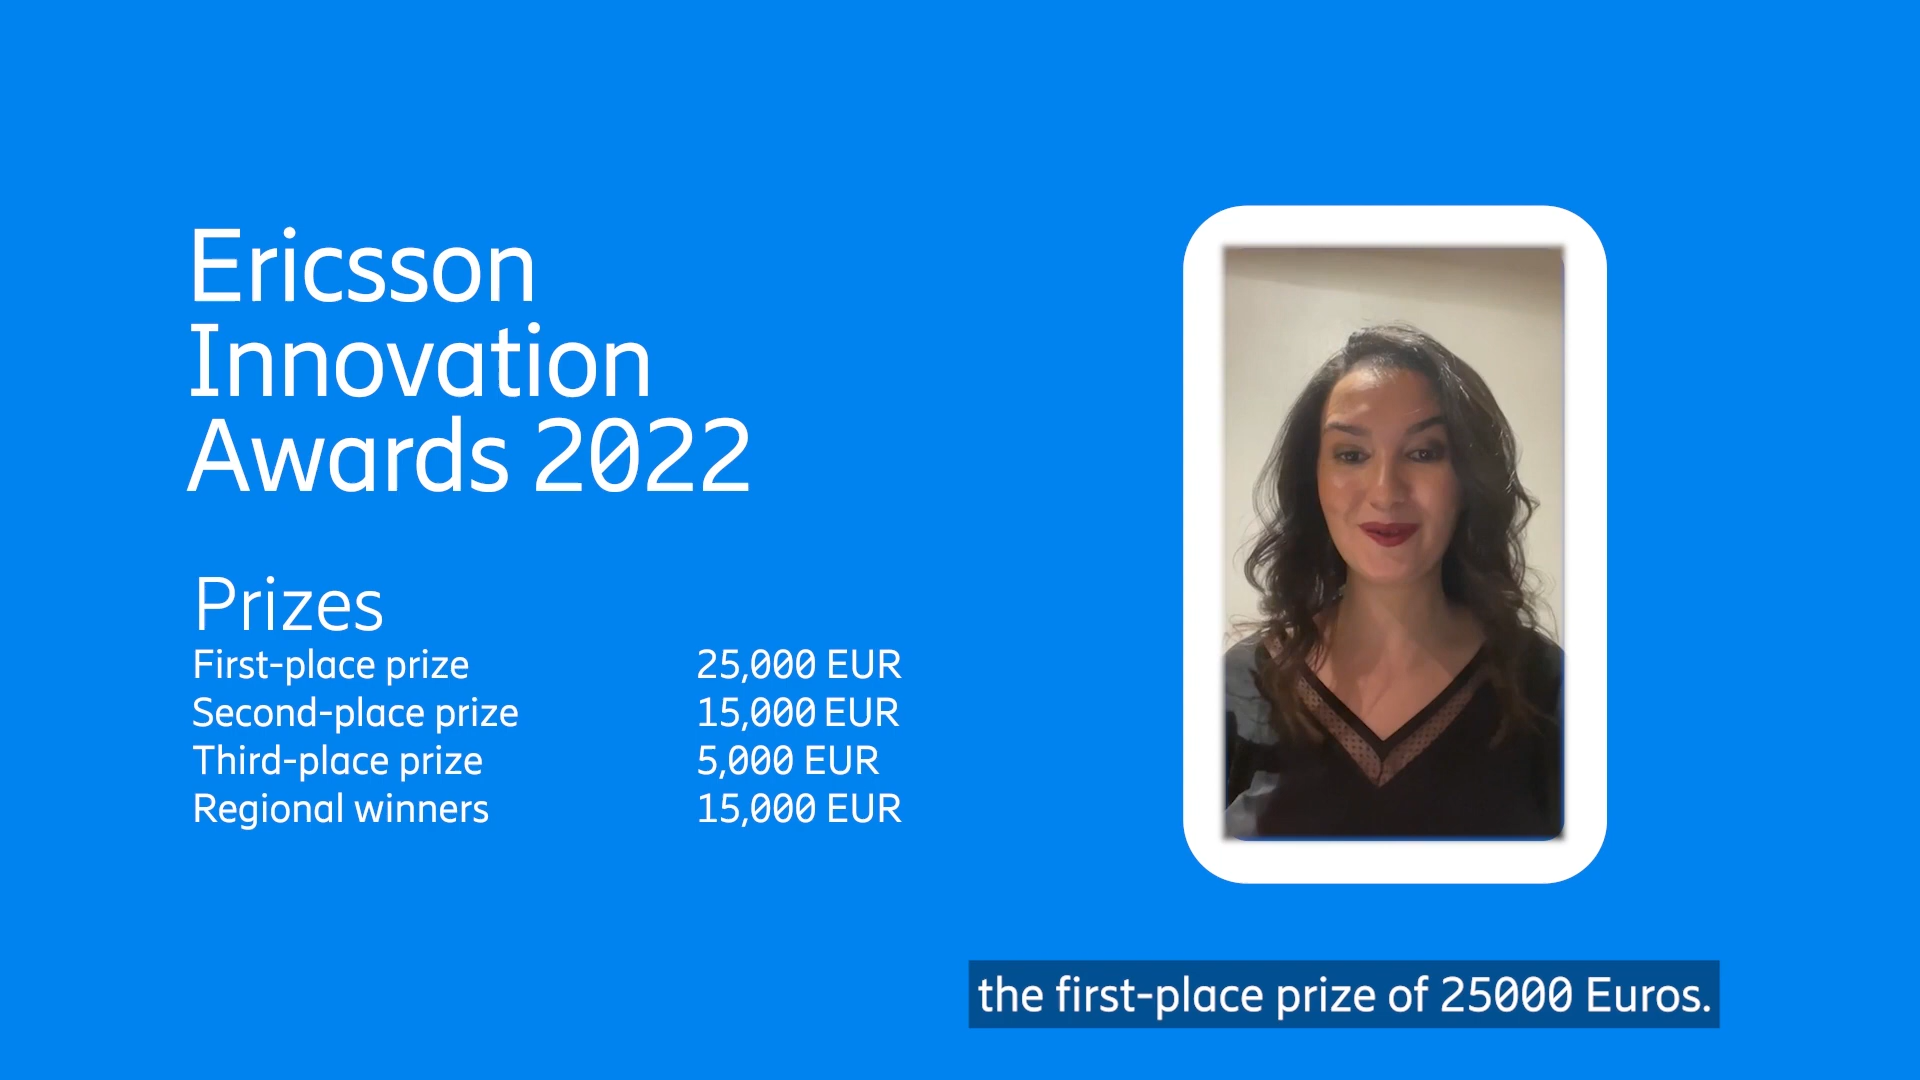 Ericsson
Innovation
Awards 2022
Prizes
First-place prize 25,000 EUR
Second-place prize 15,000 EUR
Third-place prize 5,000 EUR
Regional winners 15,000 EUR
the first-place prize of 25000 Euros.